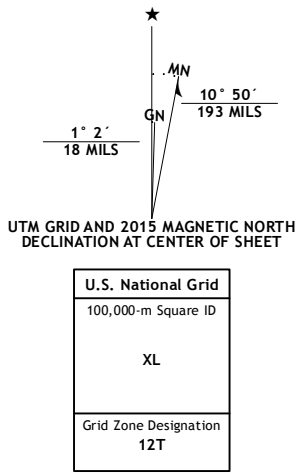 MN
GN
10° 50´
193 MILS
1° 2´
18 MILS
UTM GRID AND 2015 MAGNETIC NORTH
DECLINATION AT CENTER OF SHEET
U.S. National Grid
100,000-m Square ID
XL
Grid Zone Designation
12T